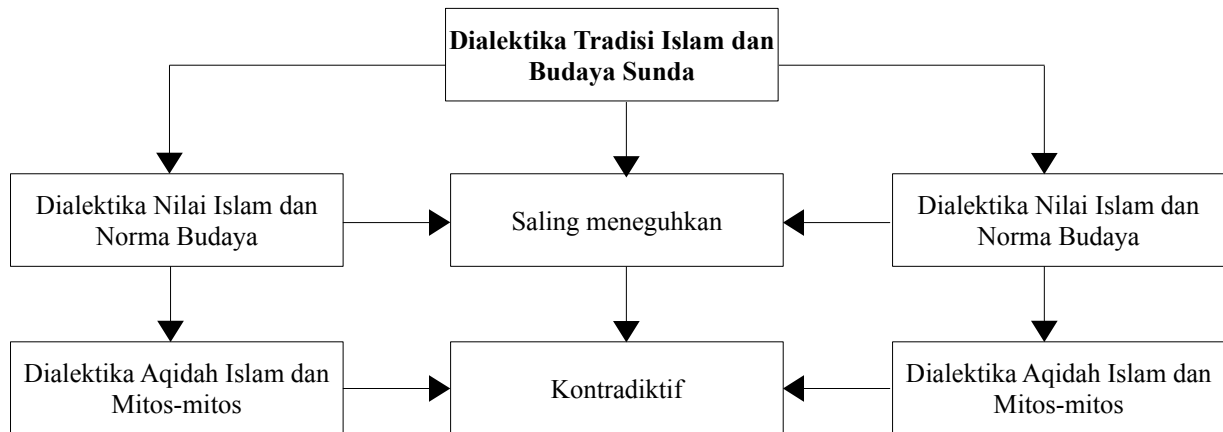 Dialektika Tradisi Islam dan
Budaya Sunda
Dialektika Nilai Islam dan
Norma Budaya
Saling meneguhkan
Dialektika Nilai Islam dan
Norma Budaya
Dialektika Aqidah Islam dan
Mitos-mitos
Kontradiktif
Dialektika Aqidah Islam dan
Mitos-mitos